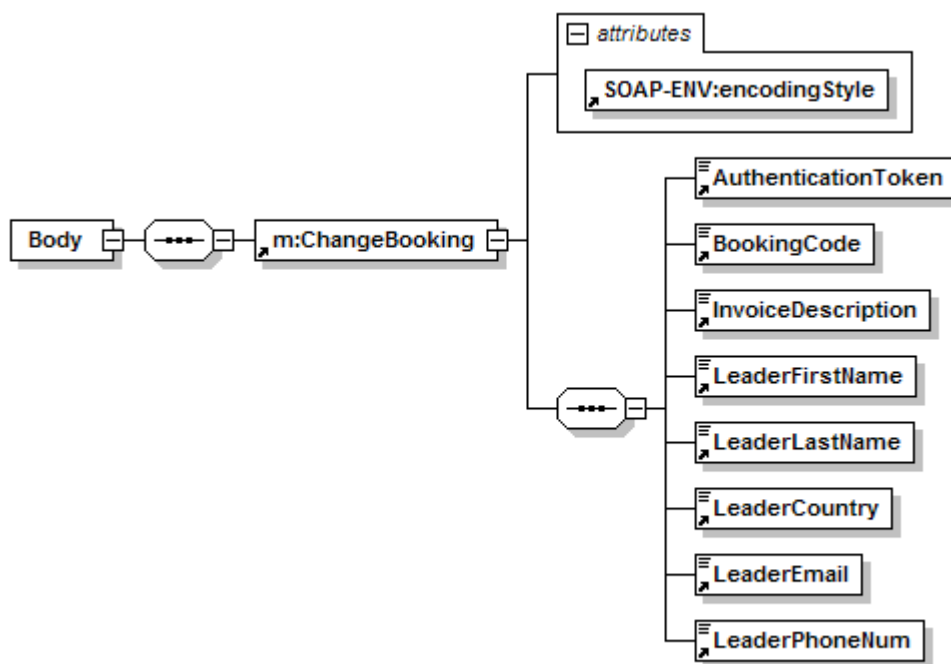 attributes
SOAP-ENV:encodingStyle
Body
m:ChangeBooking
AuthenticationToken
BookingCode
InvoiceDescription
LeaderFirstName
LeaderLastName
LeaderCountry
LeaderEmail
LeaderPhoneNum